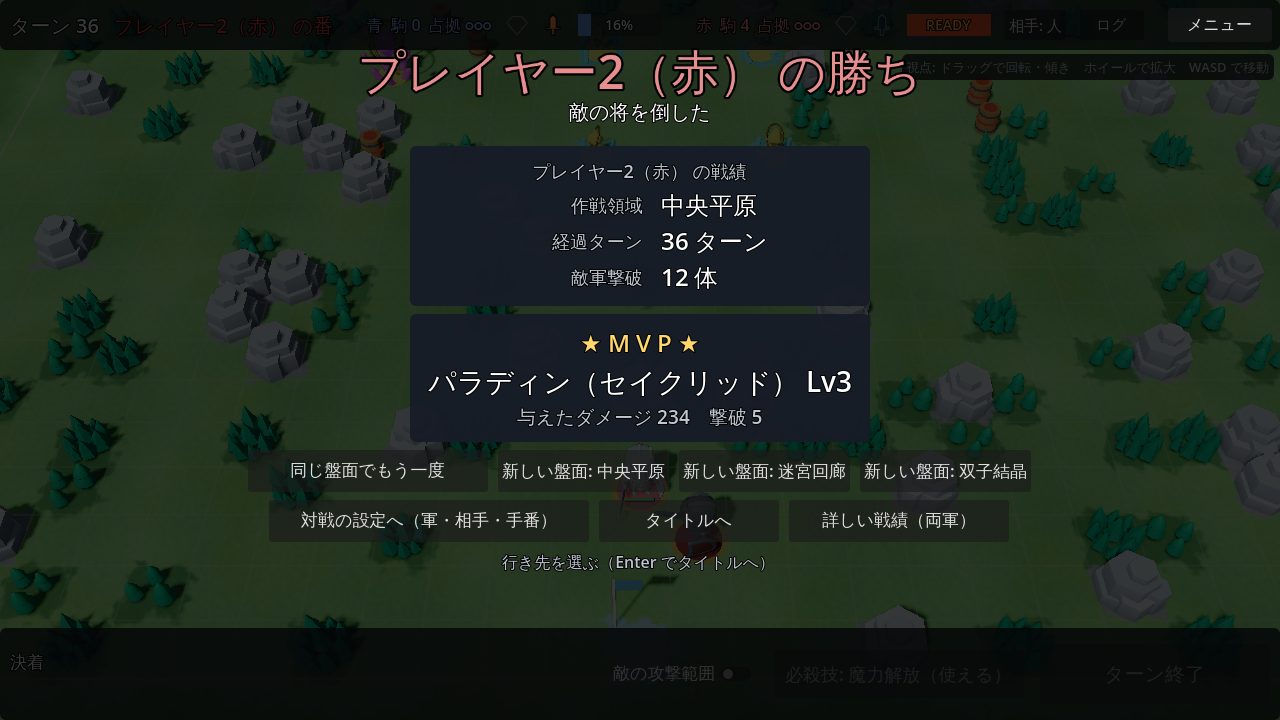 ターン 36 プレイヤー2（赤） の番 青 駒 0 占拠 ○○○ 16% 赤 駒 4 占拠 ○○○ READY 相手: 人 ログ メニュー
視点: ドラッグで回転・傾き ホイールで拡大 WASD で移動
プレイヤー2（赤） の勝ち
敵の将を倒した
プレイヤー2（赤） の戦績
作戦領域 中央平原
経過ターン 36 ターン
敵軍撃破 12 体
★ M V P ★
パラディン（セイクリッド） Lv3
与えたダメージ 234 撃破 5
同じ盤面でもう一度 新しい盤面: 中央平原 新しい盤面: 迷宮回廊 新しい盤面: 双子結晶
対戦の設定へ（軍・相手・手番） タイトルへ 詳しい戦績（両軍）
行き先を選ぶ（Enter でタイトルへ）
決着
敵の攻撃範囲 必殺技: 魔力解放（使える） ターン終了